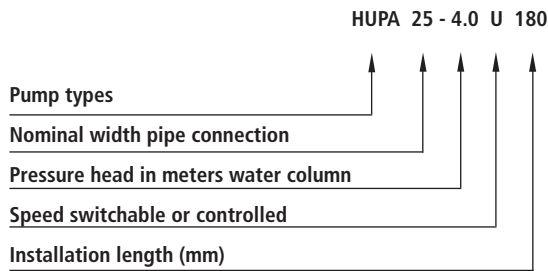 HUPA 25 - 4.0 U 180
Pump types
Nominal width pipe connection
Pressure head in meters water column
Speed switchable or controlled
Installation length (mm)